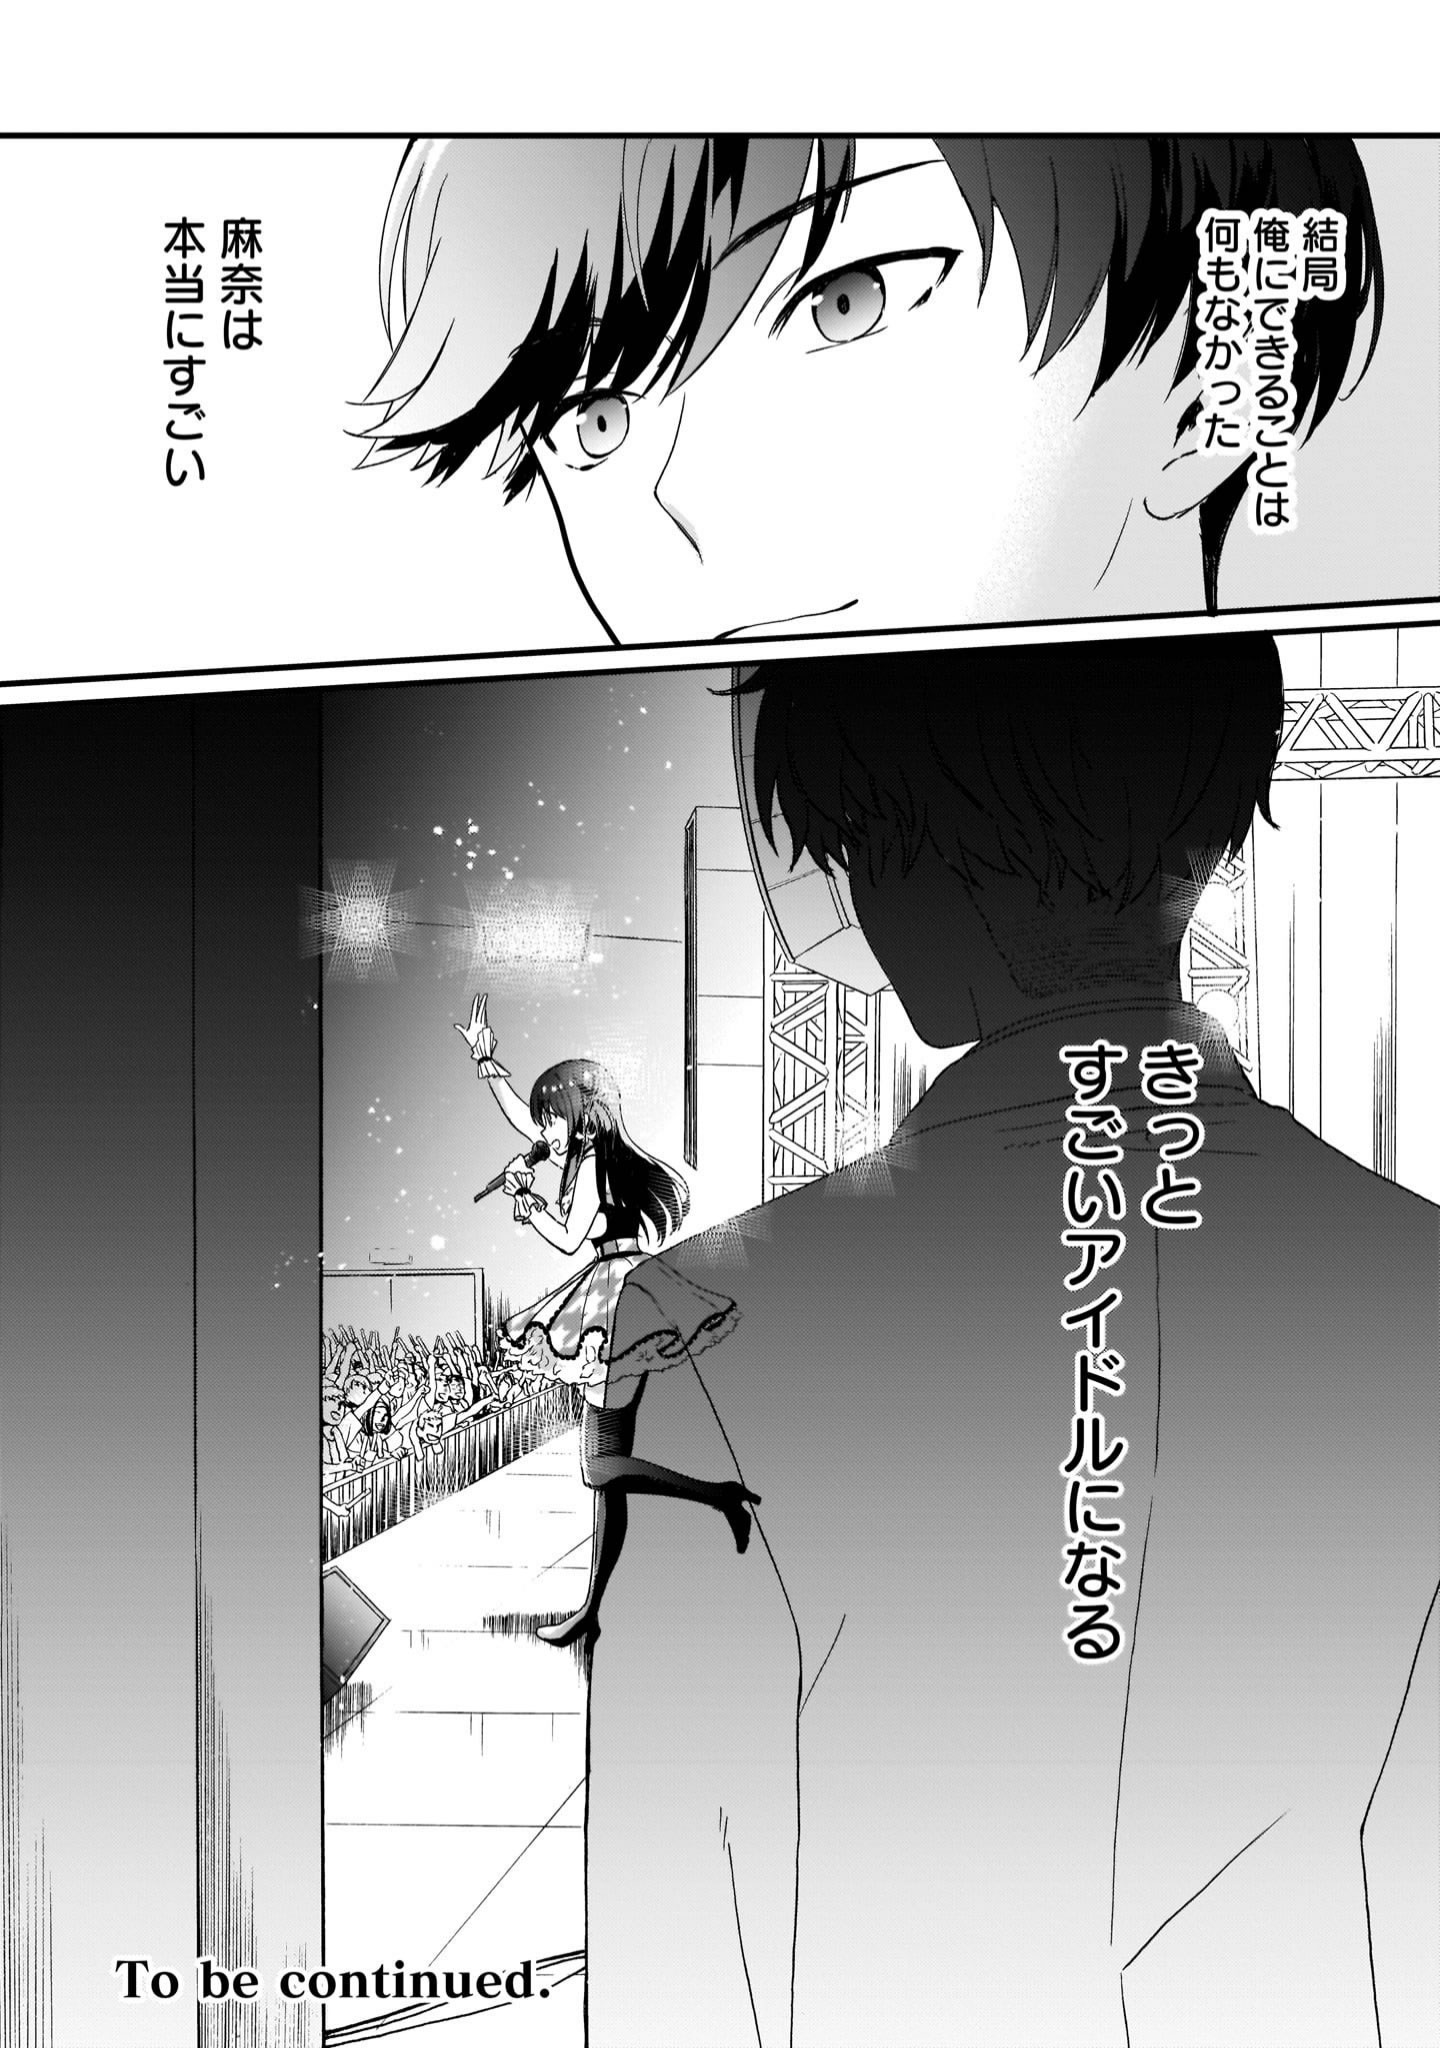 結局
俺にできることは
何もなかった
麻奈は
本当にすごい
きっと
すごいアイドルになる
To be continued.